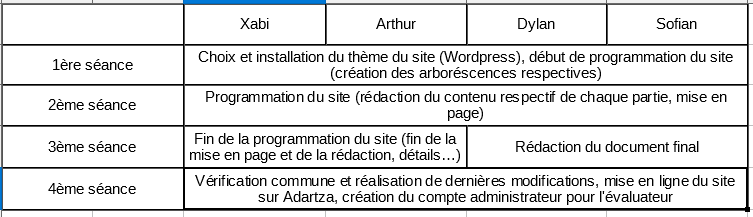 Xabi Arthur Dylan Sofian
1ère séance
Choix et installation du thème du site (Wordpress), début de programmation du site
(création des arboréscences respectives)
2ème séance
Programmation du site (rédaction du contenu respectif de chaque partie, mise en
page)
3ème séance
Fin de la programmation du site (fin de la
mise en page et de la rédaction, détails…)
Rédaction du document final
4ème séance
Vérification commune et réalisation de dernières modifications, mise en ligne du site
sur Adartza, création du compte administrateur pour l'évaluateur